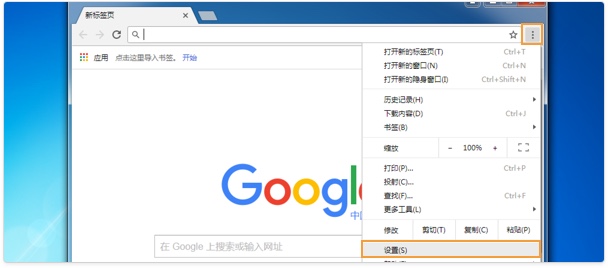 新标签页
应用 点击这里导入书签。 开始
打开新的标签页(T) Ctrl+T
打开新的窗口(N) Ctrl+N
打开新的隐身窗口(I) Ctrl+Shift+N
历史记录(H)
下载内容(D) Ctrl+J
书签(B)
缩放 - 100% +
打印(P)... Ctrl+P
投射(C)...
查找(F)... Ctrl+F
更多工具(L)
修改 剪切(T) 复制(C) 粘贴(P)
设置(S)
Google
中国
在 Google 上搜索或输入网址